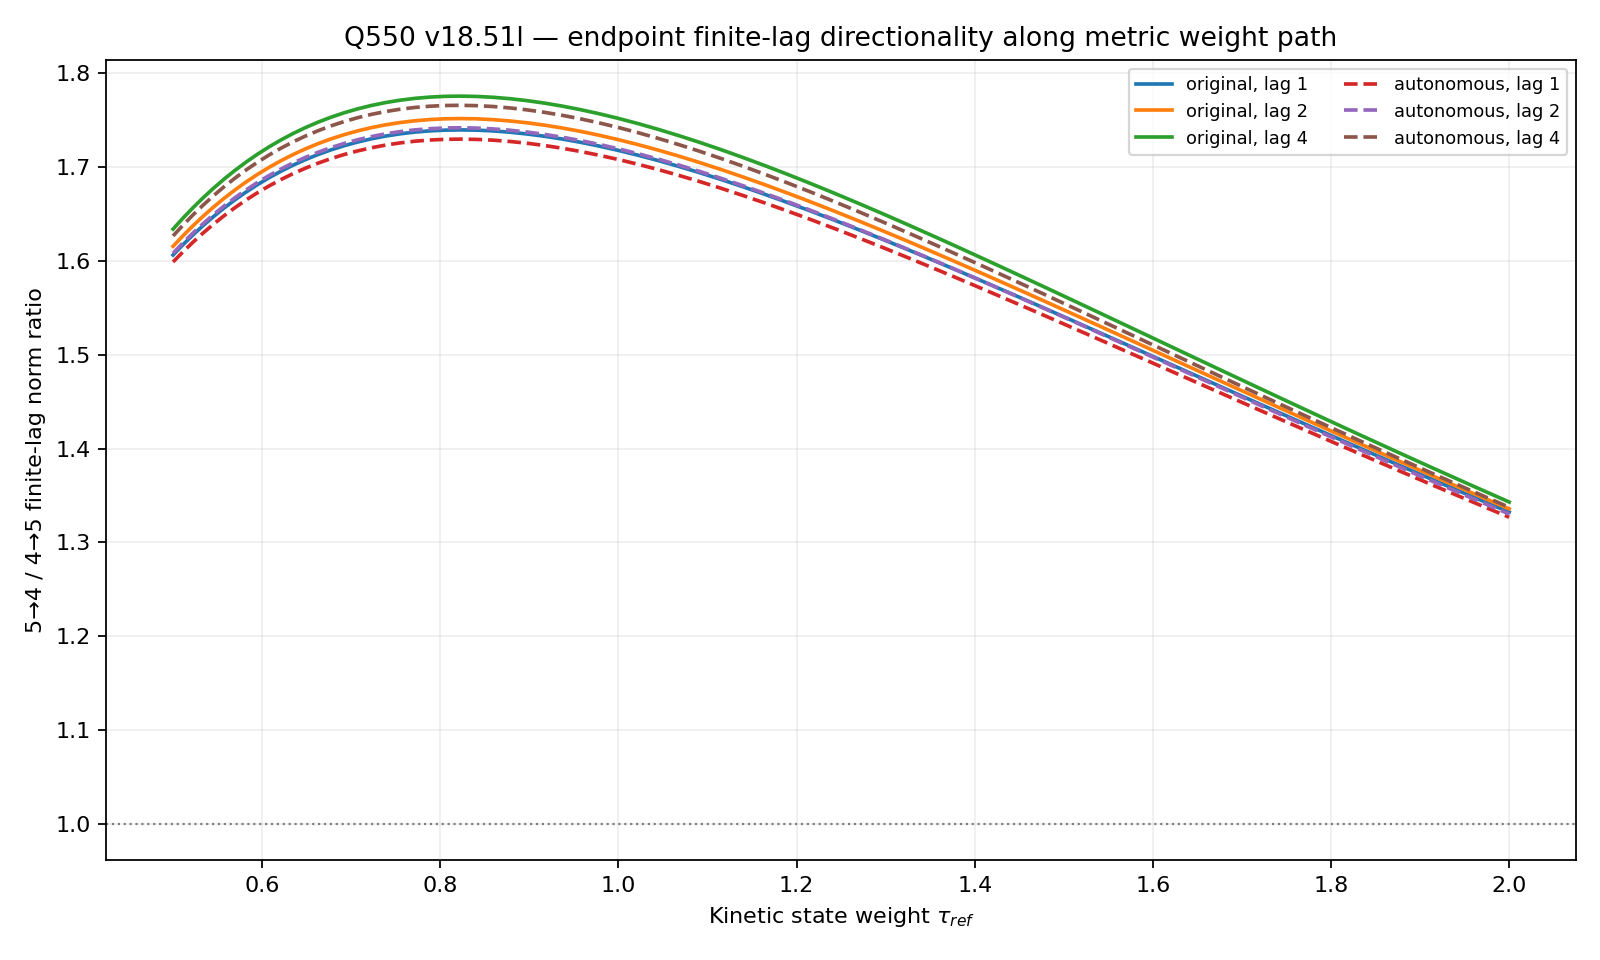 Q550 v18.51l — endpoint finite-lag directionality along metric weight path
original, lag 1
original, lag 2
original, lag 4
autonomous, lag 1
autonomous, lag 2
autonomous, lag 4
5→4 / 4→5 finite-lag norm ratio
1.8
1.7
1.6
1.5
1.4
1.3
1.2
1.1
1.0
0.6 0.8 1.0 1.2 1.4 1.6 1.8 2.0
Kinetic state weight τ_ref